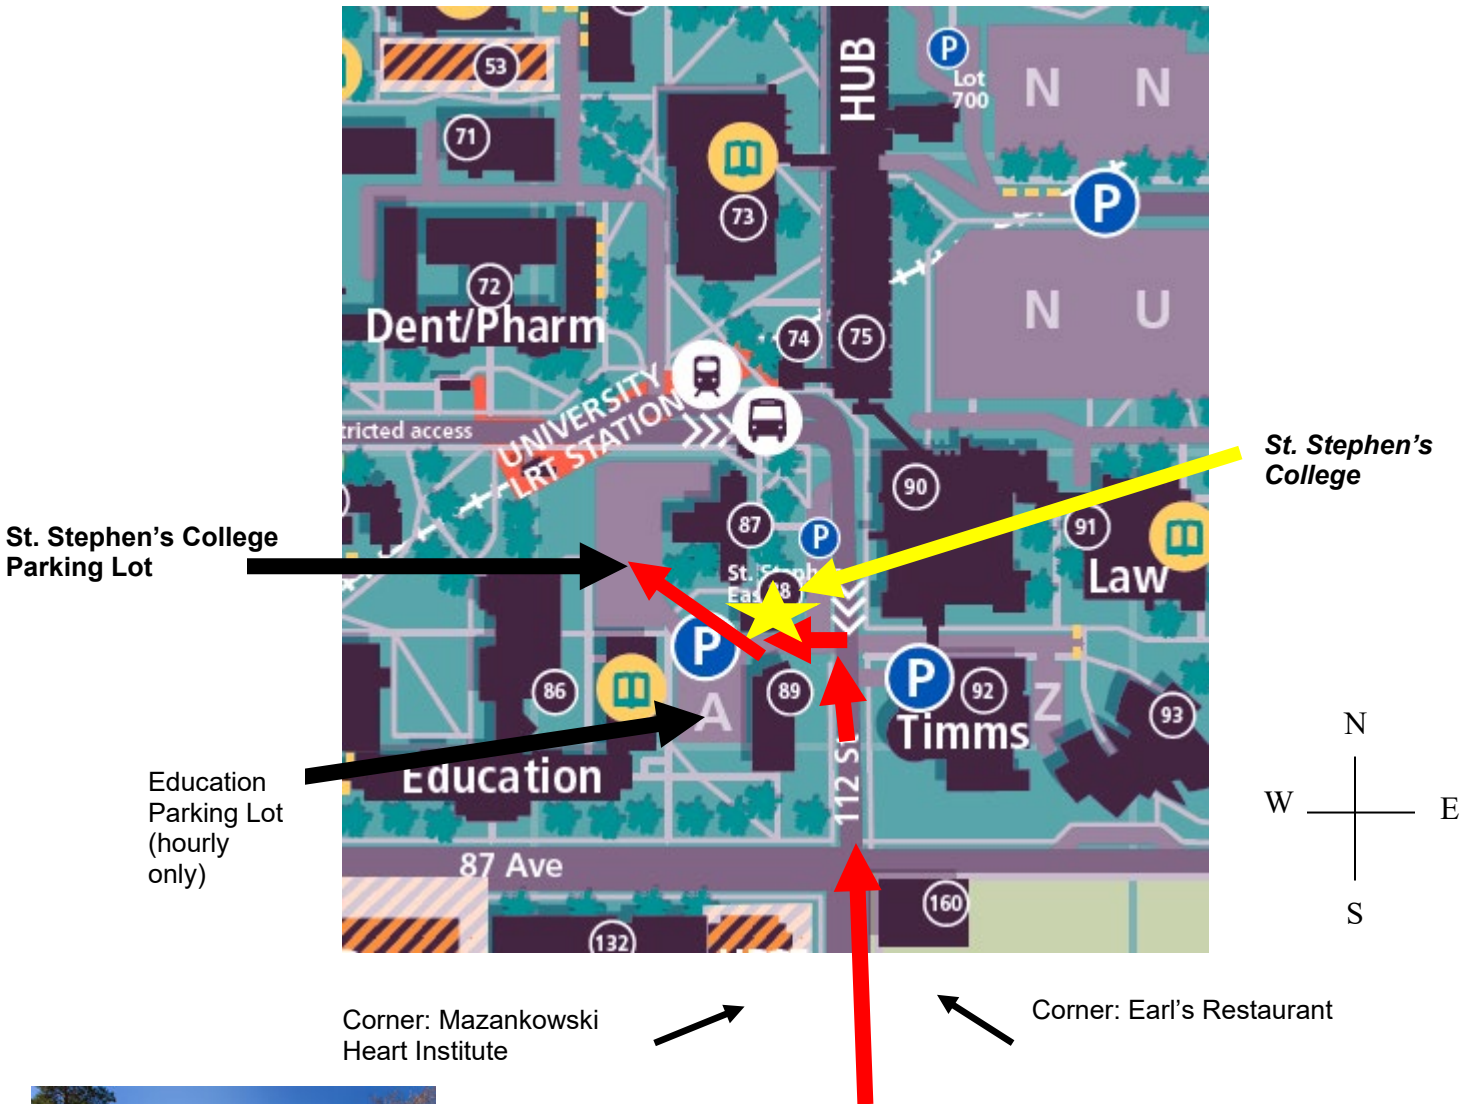 53
HUB
P
Lot
700
N N
71
73
P
72
Dent/Pharm
N U
74
75
UNIVERSITY
LRT STATION
tricted access
St. Stephen's
College
90
87
91
P
St. Stephen's College
Parking Lot
Law
P
86
89
P
92
Z
93
A
Timms
Education
Education
Parking Lot
(hourly
only)
112 St
N
W E
S
87 Ave
160
132
Corner: Mazankowski
Heart Institute
Corner: Earl's Restaurant